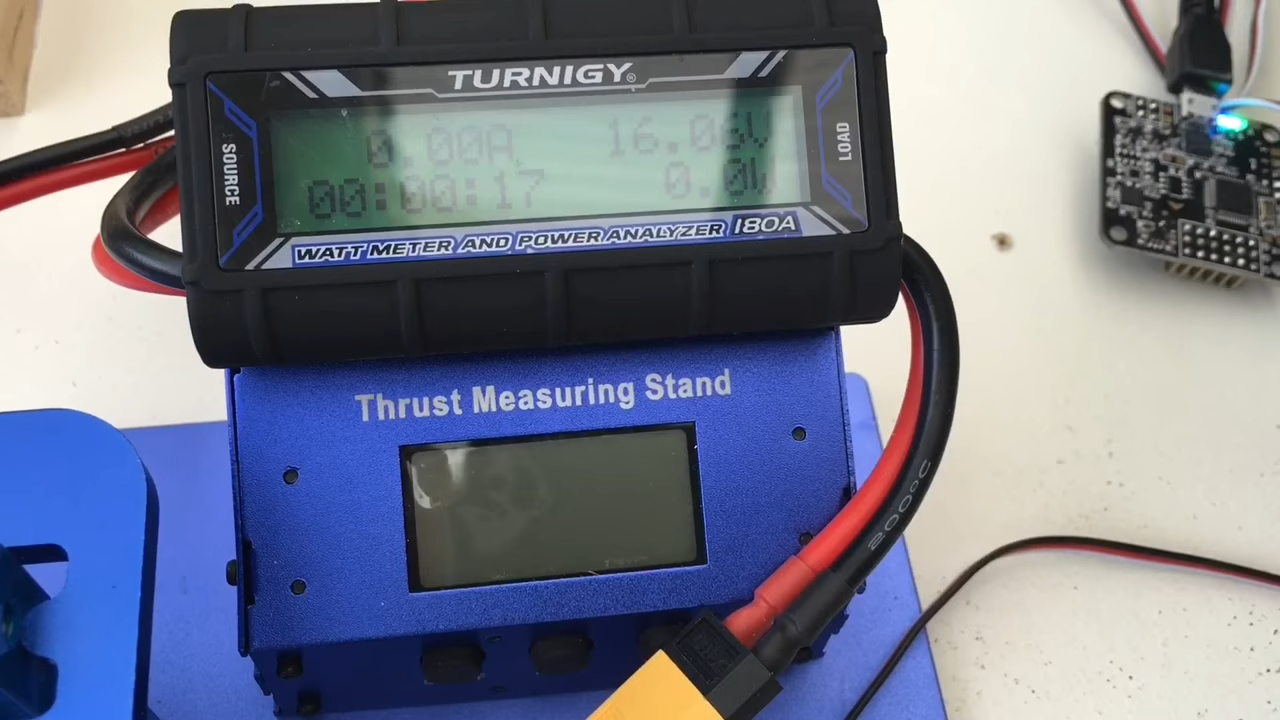 TURNIGY®
SOURCE
0.00A 16.06V
00:00:17 0.0W
LOAD
WATT METER AND POWER ANALYZER 180A
Thrust Measuring Stand
200°C